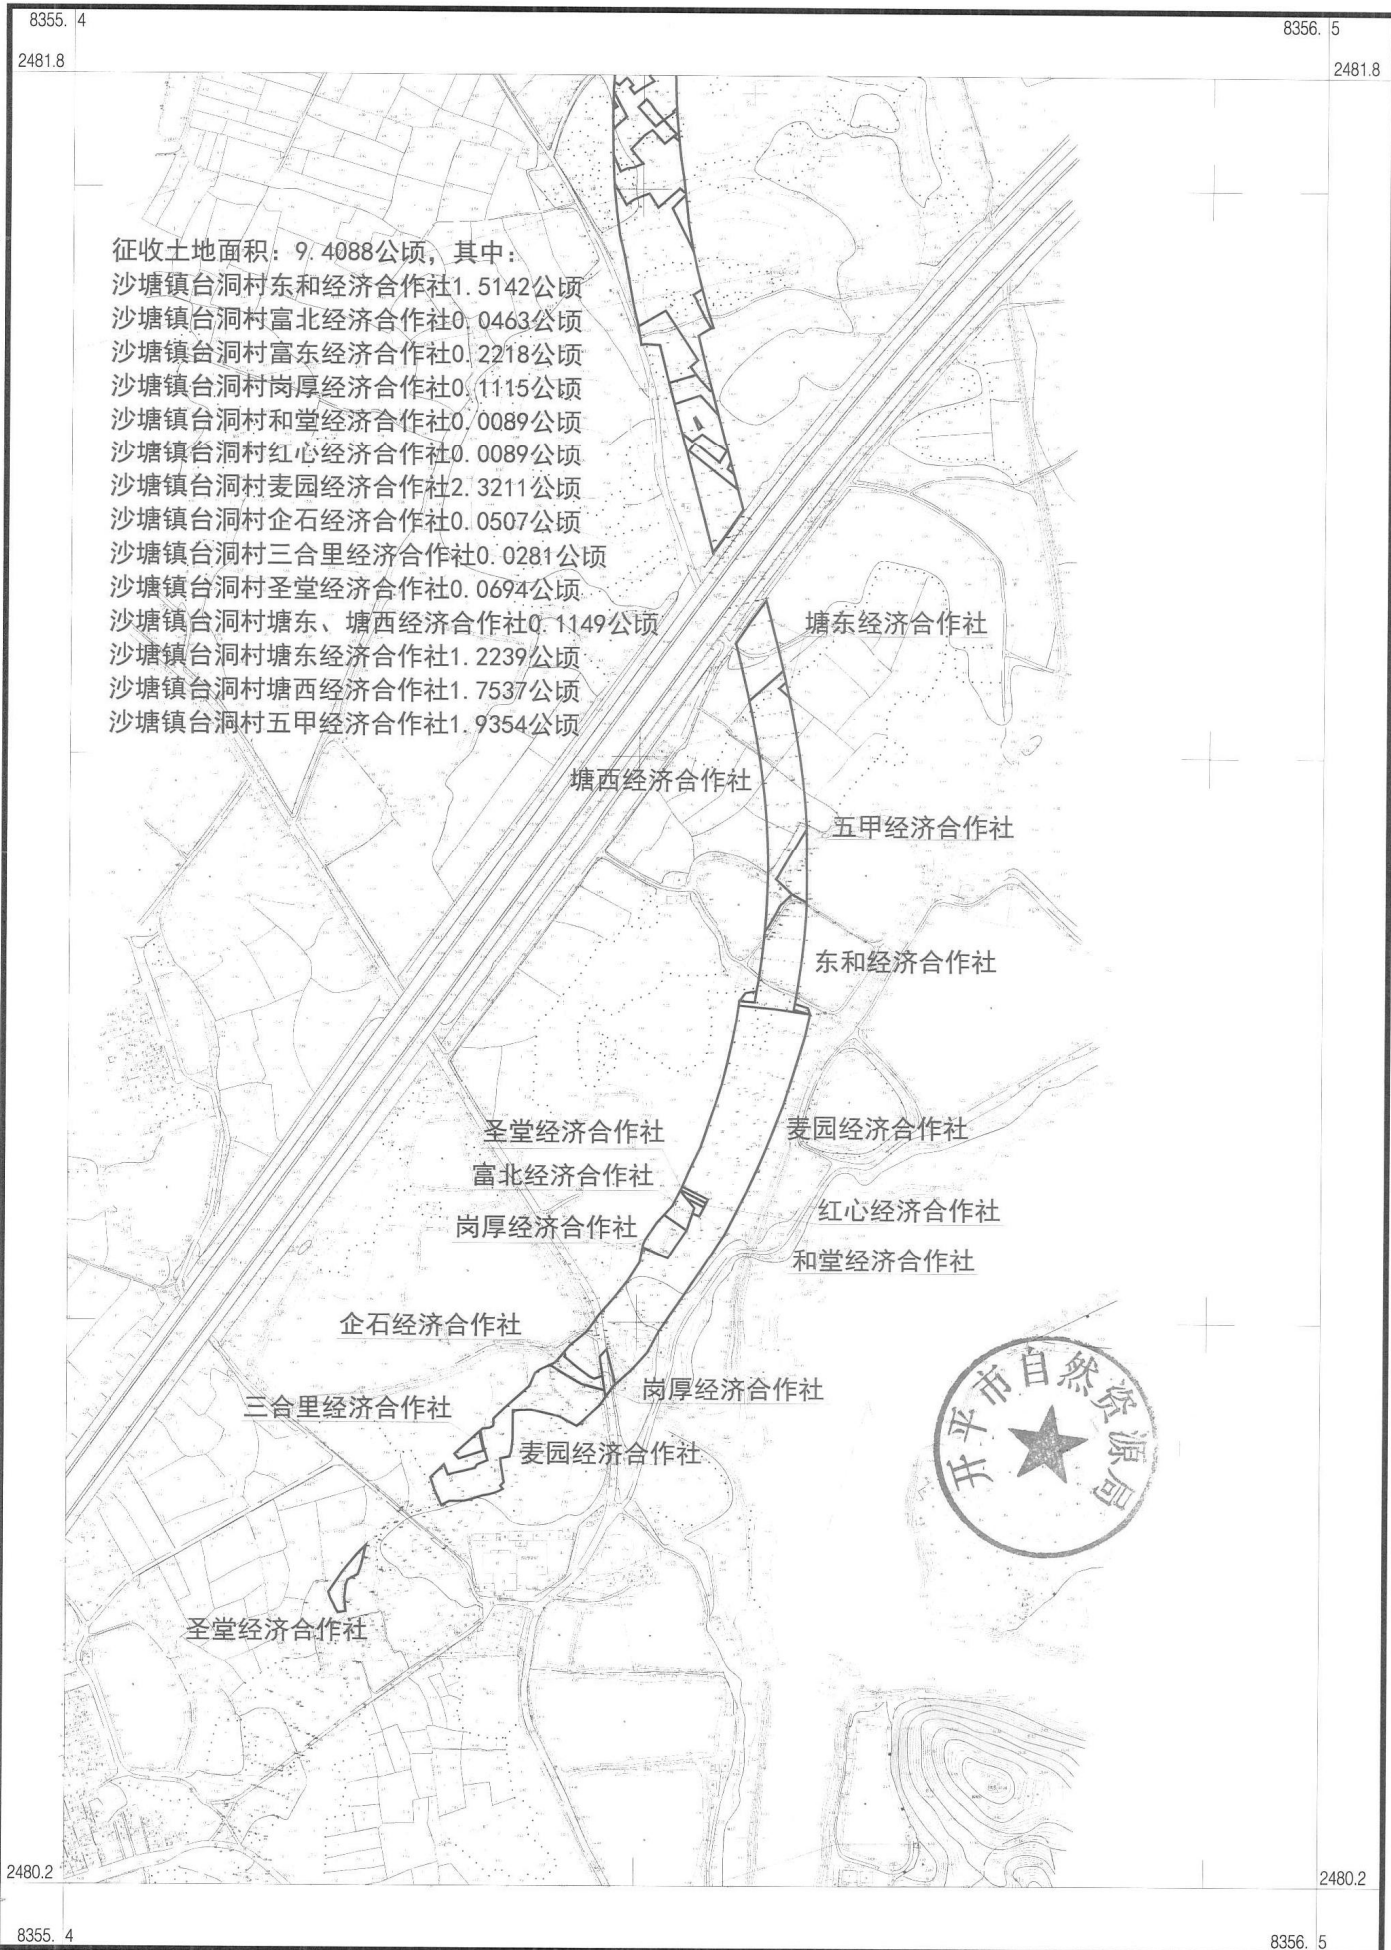 8355. 4
8356. 5
2481.8
2481.8
征收土地面积：9.4088公顷，其中：
沙塘镇台洞村东和经济合作社1.5142公顷
沙塘镇台洞村富北经济合作社0.0463公顷
沙塘镇台洞村富东经济合作社0.2218公顷
沙塘镇台洞村岗厚经济合作社0.1115公顷
沙塘镇台洞村和堂经济合作社0.0089公顷
沙塘镇台洞村红心经济合作社0.0089公顷
沙塘镇台洞村麦园经济合作社2.3211公顷
沙塘镇台洞村企石经济合作社0.0507公顷
沙塘镇台洞村三合里经济合作社0.0281公顷
沙塘镇台洞村圣堂经济合作社0.0694公顷
沙塘镇台洞村塘东、塘西经济合作社0.1149公顷
沙塘镇台洞村塘东经济合作社1.2239公顷
沙塘镇台洞村塘西经济合作社1.7537公顷
沙塘镇台洞村五甲经济合作社1.9354公顷
塘东经济合作社
塘西经济合作社
五甲经济合作社
东和经济合作社
圣堂经济合作社
麦园经济合作社
富北经济合作社
红心经济合作社
岗厚经济合作社
和堂经济合作社
企石经济合作社
岗厚经济合作社
三合里经济合作社
麦园经济合作社
开平市自然资源局
圣堂经济合作社
2480.2
2480.2
8355. 4
8356. 5